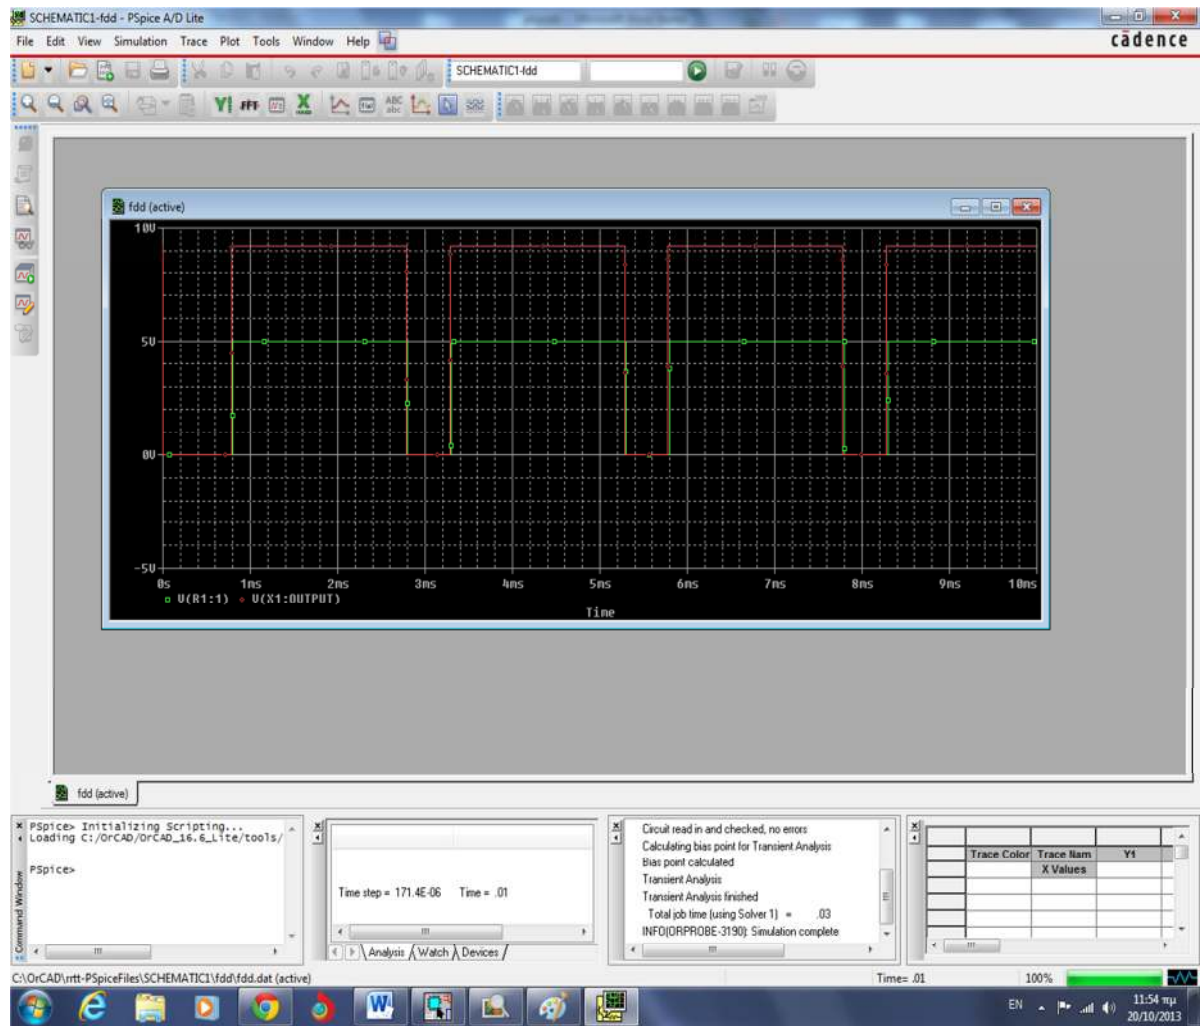 SCHEMATIC1-fdd - PSpice A/D Lite
File Edit View Simulation Trace Plot Tools Window Help
cādence
SCHEMATIC1-fdd
fdd (active)
10V
5V
0V
-5V
0s 1ms 2ms 3ms 4ms 5ms 6ms 7ms 8ms 9ms 10ms
V(R1:1) V(X1:OUTPUT)
Time
fdd (active)
Command Window
PSpice> Initializing Scripting...
Loading C:/OrCAD/OrCAD_16.6_Lite/tools/
PSpice>
Time step = 171.4E-06 Time = .01
Analysis Watch Devices
Circuit read in and checked, no errors
Calculating bias point for Transient Analysis
Bias point calculated
Transient Analysis
Transient Analysis finished
Total job time (using Solver 1) = .03
INFO(ORPROBE-3190): Simulation complete
Trace Color Trace Nam Y1
X Values
C:\OrCAD\rrtt-PSpiceFiles\SCHEMATIC1\fdd\fdd.dat (active)
Time= .01 100%
EN
11:54 πμ
20/10/2013